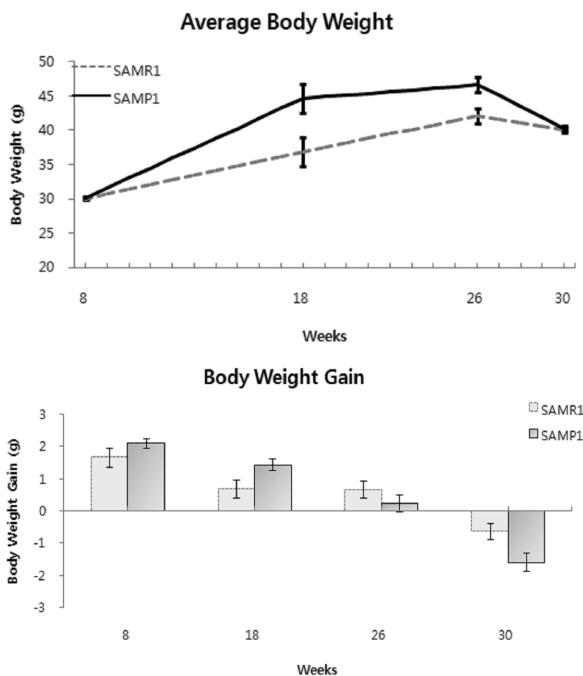 Average Body Weight
50
45
40
35
30
25
20
Body Weight (g)
SAMR1
SAMP1
8
18
26
30
Weeks
Body Weight Gain
3
2
1
0
-1
-2
-3
Body Weight Gain (g)
SAMR1
SAMP1
8
18
26
30
Weeks